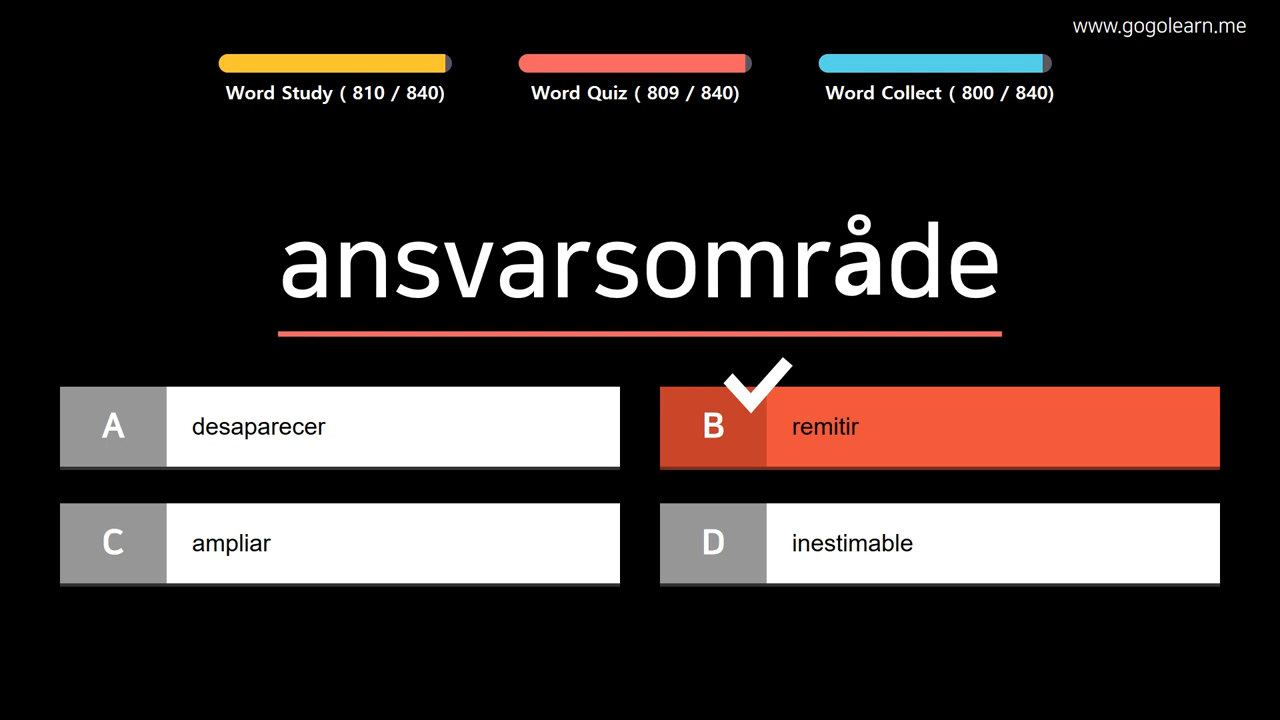 www.gogolearn.me
Word Study ( 810 / 840)
Word Quiz ( 809 / 840)
Word Collect ( 800 / 840)
ansvarsområde
A desaparecer
B remitir
C ampliar
D inestimable